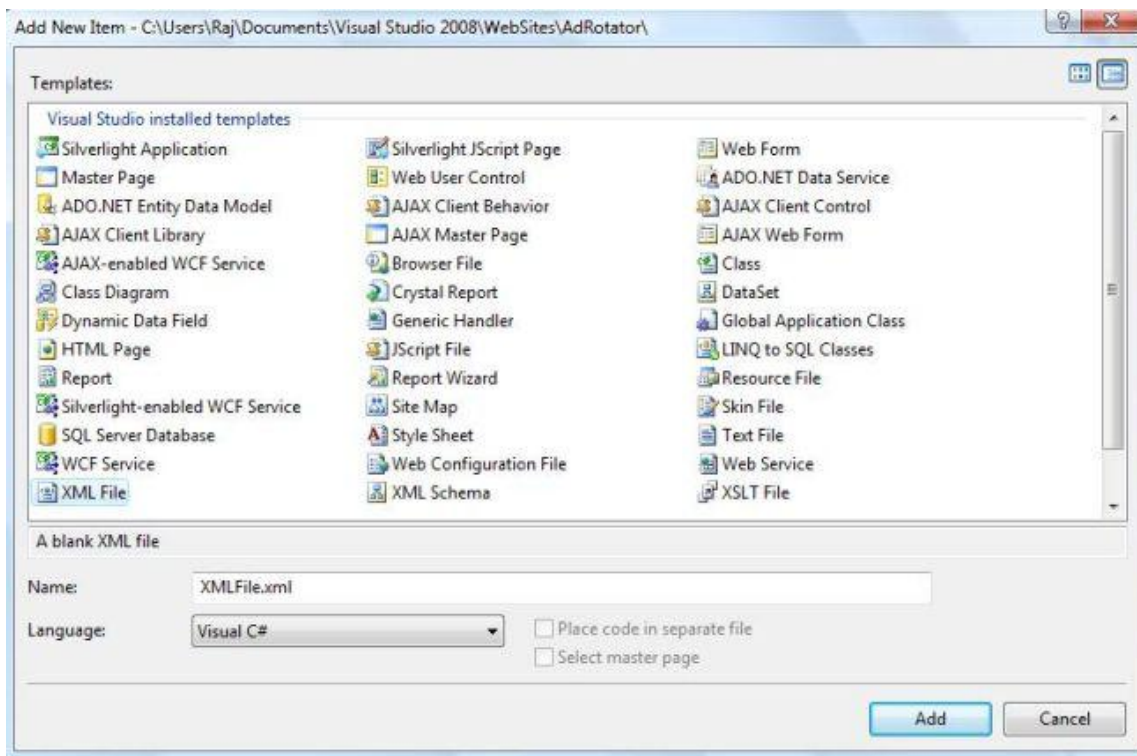 Add New Item - C:\Users\Raj\Documents\Visual Studio 2008\WebSites\AdRotator\
Templates:
Visual Studio installed templates
Silverlight Application Silverlight JScript Page Web Form
Master Page Web User Control ADO.NET Data Service
ADO.NET Entity Data Model AJAX Client Behavior AJAX Client Control
AJAX Client Library AJAX Master Page AJAX Web Form
AJAX-enabled WCF Service Browser File Class
Class Diagram Crystal Report DataSet
Dynamic Data Field Generic Handler Global Application Class
HTML Page JScript File LINQ to SQL Classes
Report Report Wizard Resource File
Silverlight-enabled WCF Service Site Map Skin File
SQL Server Database Style Sheet Text File
WCF Service Web Configuration File Web Service
XML File XML Schema XSLT File
A blank XML file
Name: XMLFile.xml
Language: Visual C# Place code in separate file
Select master page
Add Cancel